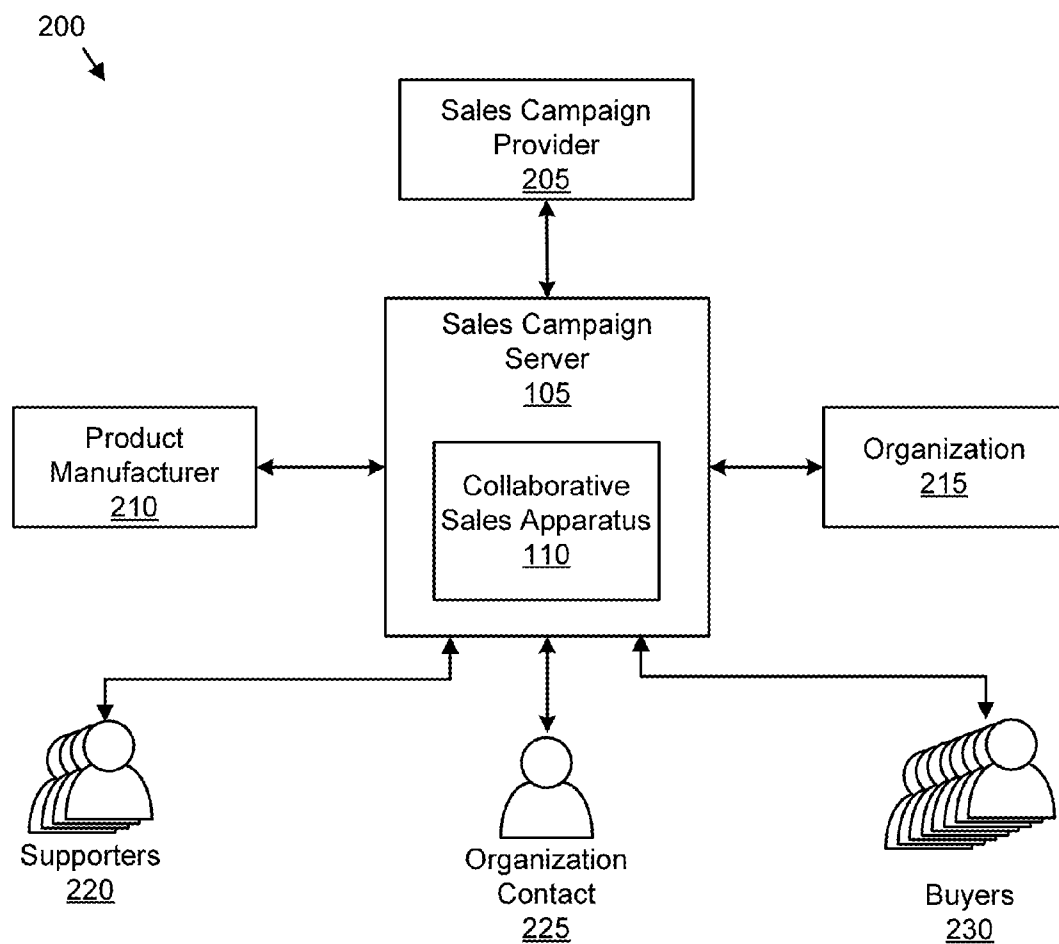 200
Sales Campaign
Provider
205
Sales Campaign
Server
105
Product
Manufacturer
210
Collaborative
Sales Apparatus
110
Organization
215
Supporters
220
Organization
Contact
225
Buyers
230